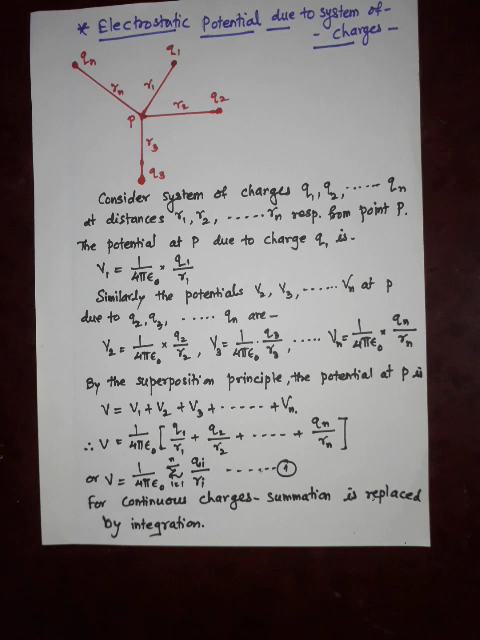 * Electrostatic Potential due to system of-
- charges -
qn
q1
rn
r1
r2
q2
P
r3
q3
Consider system of charges q1, q2, ...... qn
at distances r1, r2, ...... rn resp. from point P.
The potential at P due to charge q1 is -
V1 = 1/4πε0 × q1/r1
Similarly the potentials V2, V3, ...... Vn at P
due to q2, q3, ..... qn are -
V2 = 1/4πε0 × q2/r2 , V3 = 1/4πε0 · q3/r3 , ..... Vn = 1/4πε0 × qn/rn
By the superposition principle, the potential at P is
V = V1 + V2 + V3 + ...... + Vn.
∴ V = 1/4πε0 [ q1/r1 + q2/r2 + ..... + qn/rn ]
or V = 1/4πε0 Σ i=1 n qi/ri ------ ①
For continuous charges - summation is replaced
by integration.